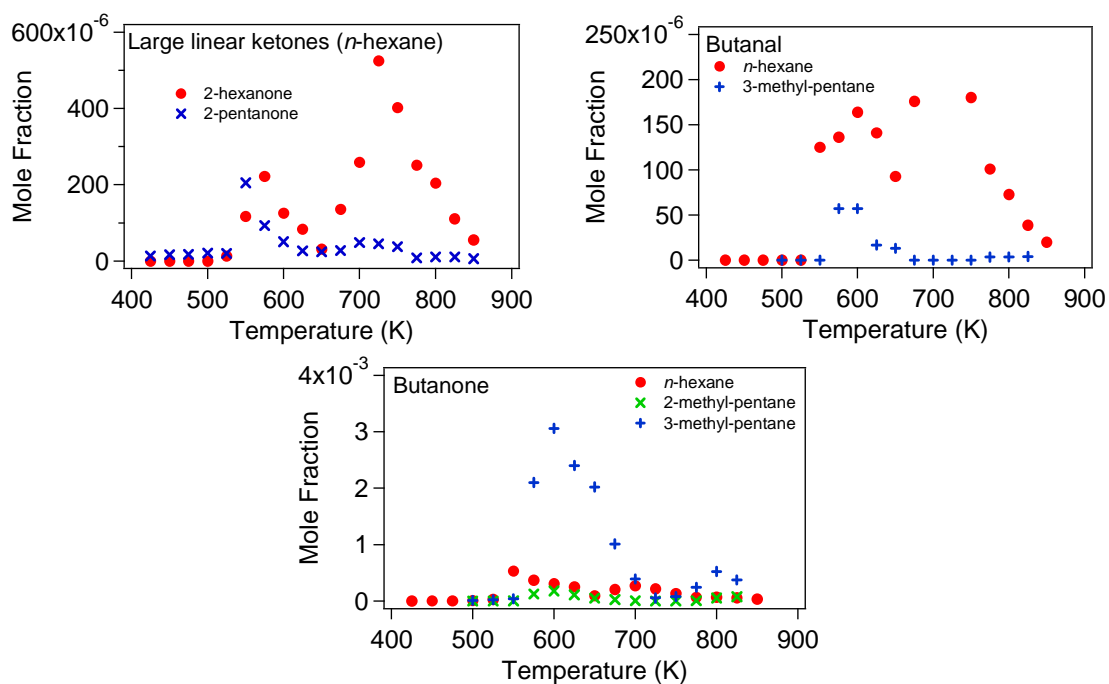 600x10-6
400
200
0
Mole Fraction
Large linear ketones (n-hexane)
2-hexanone
2-pentanone
400 500 600 700 800 900
Temperature (K)
250x10-6
200
150
100
50
0
Mole Fraction
Butanal
n-hexane
3-methyl-pentane
400 500 600 700 800 900
Temperature (K)
4x10-3
3
2
1
0
Mole Fraction
Butanone
n-hexane
2-methyl-pentane
3-methyl-pentane
400 500 600 700 800 900
Temperature (K)